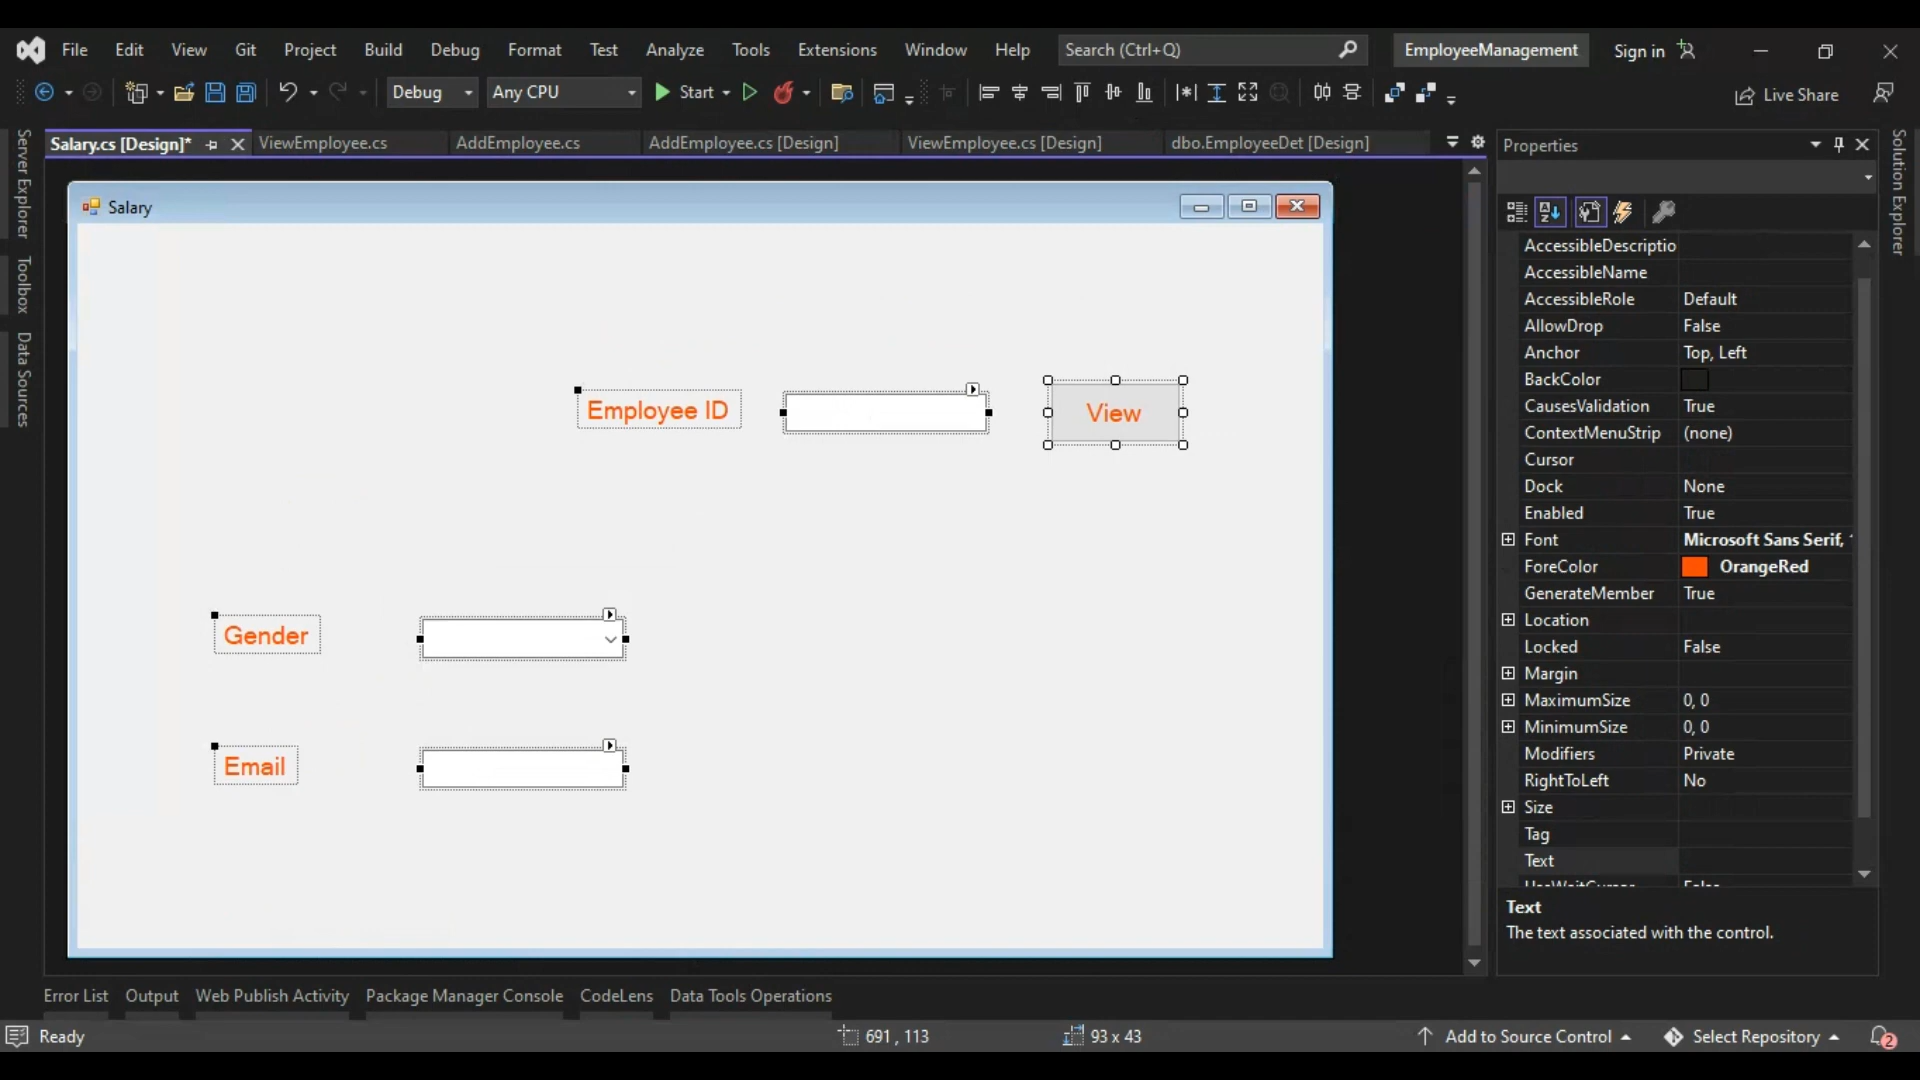 File Edit View Git Project Build Debug Format Test Analyze Tools Extensions Window Help Search (Ctrl+Q) EmployeeManagement Sign in
Debug Any CPU Start Live Share
Salary.cs [Design]* ViewEmployee.cs AddEmployee.cs AddEmployee.cs [Design] ViewEmployee.cs [Design] dbo.EmployeeDet [Design]
Server Explorer
Toolbox
Data Sources
Salary
Employee ID View
Gender
Email
Properties
AccessibleDescriptio
AccessibleName
AccessibleRole Default
AllowDrop False
Anchor Top, Left
BackColor
CausesValidation True
ContextMenuStrip (none)
Cursor
Dock None
Enabled True
Font Microsoft Sans Serif,
ForeColor OrangeRed
GenerateMember True
Location
Locked False
Margin
MaximumSize 0, 0
MinimumSize 0, 0
Modifiers Private
RightToLeft No
Size
Tag
Text
UseWaitCursor False
Text
The text associated with the control.
Solution Explorer
Error List Output Web Publish Activity Package Manager Console CodeLens Data Tools Operations
Ready 691 , 113 93 x 43 Add to Source Control Select Repository 2